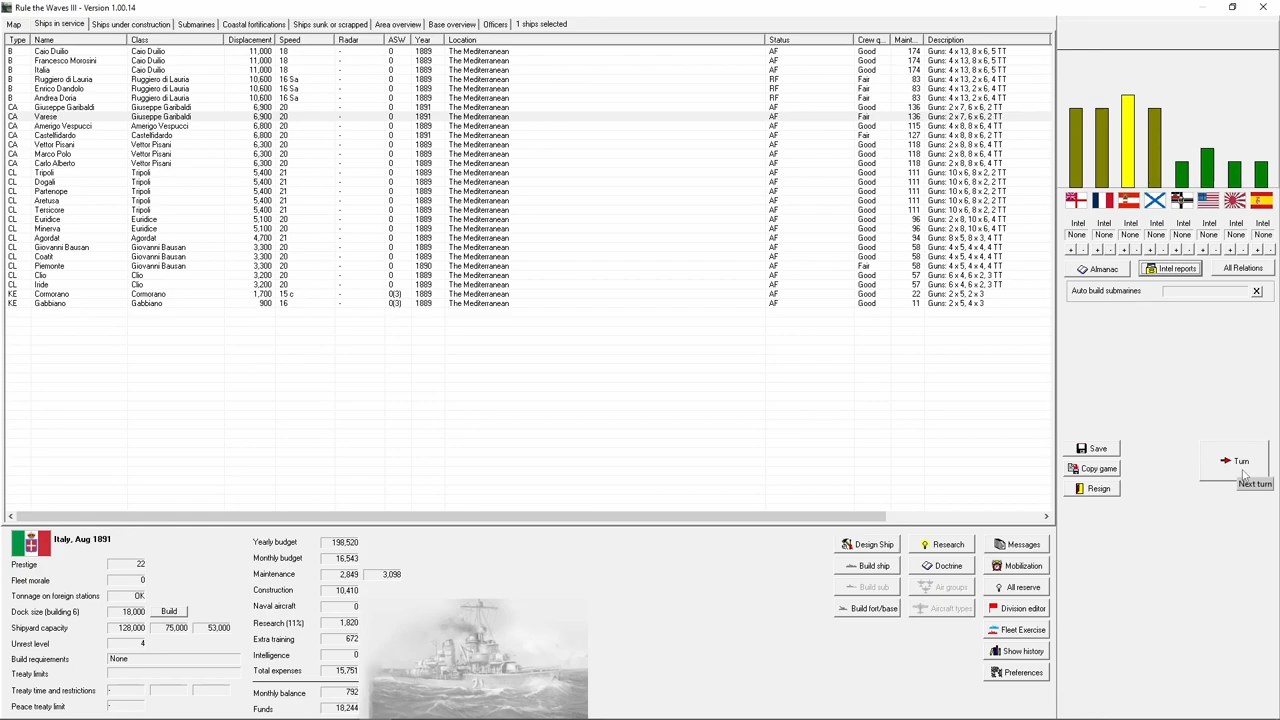 Rule the Waves III - Version 1.00.14
Map Ships in service Ships under construction Submarines Coastal fortifications Ships sunk or scrapped Area overview Base overview Officers 1 ships selected
Type Name Class Displacement Speed Radar ASW Year Location Status Crew q... Maint... Description
B Caio Duilio Caio Duilio 11,000 18 - 0 1889 The Mediterranean AF Good 174 Guns: 4 x 13, 8 x 6, 5 TT
B Francesco Morosini Caio Duilio 11,000 18 - 0 1889 The Mediterranean AF Good 174 Guns: 4 x 13, 8 x 6, 5 TT
B Italia Caio Duilio 11,000 18 - 0 1889 The Mediterranean AF Good 174 Guns: 4 x 13, 8 x 6, 5 TT
B Ruggiero di Lauria Ruggiero di Lauria 10,600 16 Sa - 0 1889 The Mediterranean RF Fair 83 Guns: 4 x 13, 2 x 6, 4 TT
B Enrico Dandolo Ruggiero di Lauria 10,600 16 Sa - 0 1889 The Mediterranean RF Fair 83 Guns: 4 x 13, 2 x 6, 4 TT
B Andrea Doria Ruggiero di Lauria 10,600 16 Sa - 0 1889 The Mediterranean RF Fair 83 Guns: 4 x 13, 2 x 6, 4 TT
CA Giuseppe Garibaldi Giuseppe Garibaldi 6,900 20 - 0 1891 The Mediterranean AF Good 136 Guns: 2 x 7, 6 x 6, 2 TT
CA Varese Giuseppe Garibaldi 6,900 20 - 0 1891 The Mediterranean AF Fair 136 Guns: 2 x 7, 6 x 6, 2 TT
CA Amerigo Vespucci Amerigo Vespucci 6,800 20 - 0 1889 The Mediterranean AF Good 115 Guns: 4 x 8, 8 x 6, 4 TT
CA Castelfidardo Castelfidardo 6,800 20 - 0 1891 The Mediterranean AF Fair 127 Guns: 4 x 8, 8 x 6, 2 TT
CA Vettor Pisani Vettor Pisani 6,300 20 - 0 1889 The Mediterranean AF Good 118 Guns: 2 x 8, 8 x 6, 4 TT
CA Marco Polo Vettor Pisani 6,300 20 - 0 1889 The Mediterranean AF Good 118 Guns: 2 x 8, 8 x 6, 4 TT
CA Carlo Alberto Vettor Pisani 6,300 20 - 0 1889 The Mediterranean AF Good 118 Guns: 2 x 8, 8 x 6, 4 TT
CL Tripoli Tripoli 5,400 21 - 0 1889 The Mediterranean AF Good 111 Guns: 10 x 6, 8 x 2, 2 TT
CL Dogali Tripoli 5,400 21 - 0 1889 The Mediterranean AF Good 111 Guns: 10 x 6, 8 x 2, 2 TT
CL Partenope Tripoli 5,400 21 - 0 1889 The Mediterranean AF Good 111 Guns: 10 x 6, 8 x 2, 2 TT
CL Aretusa Tripoli 5,400 21 - 0 1889 The Mediterranean AF Good 111 Guns: 10 x 6, 8 x 2, 2 TT
CL Tersicore Tripoli 5,400 21 - 0 1889 The Mediterranean AF Good 111 Guns: 10 x 6, 8 x 2, 2 TT
CL Euridice Euridice 5,100 20 - 0 1889 The Mediterranean AF Good 96 Guns: 2 x 8, 10 x 6, 4 TT
CL Minerva Euridice 5,100 20 - 0 1889 The Mediterranean AF Good 96 Guns: 2 x 8, 10 x 6, 4 TT
CL Agordat Agordat 4,700 21 - 0 1889 The Mediterranean AF Good 94 Guns: 8 x 5, 8 x 3, 4 TT
CL Giovanni Bausan Giovanni Bausan 3,300 20 - 0 1889 The Mediterranean AF Good 58 Guns: 4 x 5, 4 x 4, 4 TT
CL Coatit Giovanni Bausan 3,300 20 - 0 1889 The Mediterranean AF Good 58 Guns: 4 x 5, 4 x 4, 4 TT
CL Piemonte Giovanni Bausan 3,300 20 - 0 1890 The Mediterranean AF Fair 58 Guns: 4 x 5, 4 x 4, 4 TT
CL Clio Clio 3,200 20 - 0 1889 The Mediterranean AF Good 57 Guns: 6 x 4, 6 x 2, 3 TT
CL Iride Clio 3,200 20 - 0 1889 The Mediterranean AF Good 57 Guns: 6 x 4, 6 x 2, 3 TT
KE Cormorano Cormorano 1,700 15 c - 0(3) 1889 The Mediterranean AF Good 22 Guns: 2 x 5, 2 x 3
KE Gabbiano Gabbiano 900 15 c - 0(3) 1889 The Mediterranean AF Good 11 Guns: 2 x 5, 4 x 3
Intel Intel Intel Intel Intel Intel Intel Intel
None None None None None None None None
+ - + - + - + - + - + - + - + -
Almanac Intel reports All Relations
Auto build submarines
Save
Copy game
Resign
Turn
Next turn
Italy, Aug 1891
Prestige 22
Fleet morale 0
Tonnage on foreign stations OK
Dock size (building 6) 18,000 Build
Shipyard capacity 128,000 75,000 53,000
Unrest level 4
Build requirements None
Treaty limits
Treaty time and restrictions -
Peace treaty limit -
Yearly budget 198,520
Monthly budget 16,543
Maintenance 2,849 3,098
Construction 10,410
Naval aircraft 0
Research (11%) 1,820
Extra training 672
Intelligence 0
Total expenses 15,751
Monthly balance 792
Funds 18,244
Design Ship Research Messages
Build ship Doctrine Mobilization
Build sub Air groups All reserve
Build fort/base Aircraft types Division editor
Fleet Exercise
Show history
Preferences